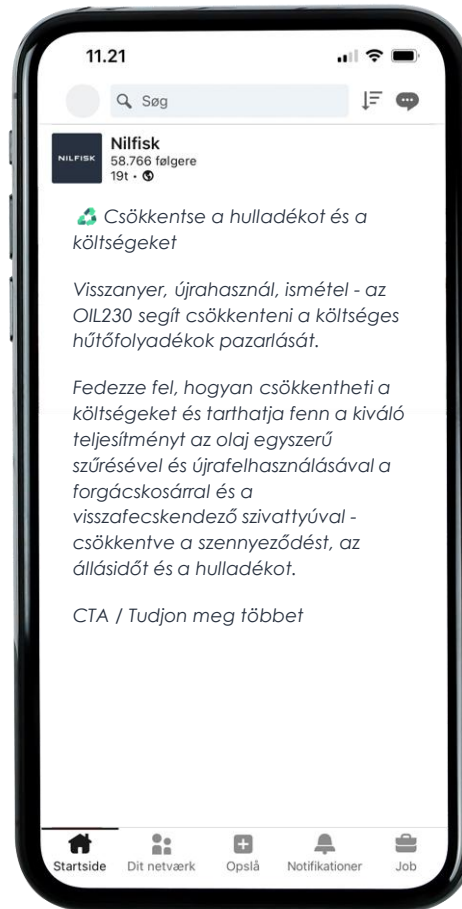 11.21
Søg
NILFISK
Nilfisk
58.766 følgere
19t •
Csökkentse a hulladékot és a
költségeket
Visszanyer, újrahasznál, ismétel - az
OIL230 segít csökkenteni a költséges
hűtőfolyadékok pazarlását.
Fedezze fel, hogyan csökkentheti a
költségeket és tarthatja fenn a kiváló
teljesítményt az olaj egyszerű
szűrésével és újrafelhasználásával a
forgácskosárral és a
visszafecskendező szivattyúval -
csökkentve a szennyeződést, az
állásidőt és a hulladékot.
CTA / Tudjon meg többet
Startside Dit netværk Opslå Notifikationer Job